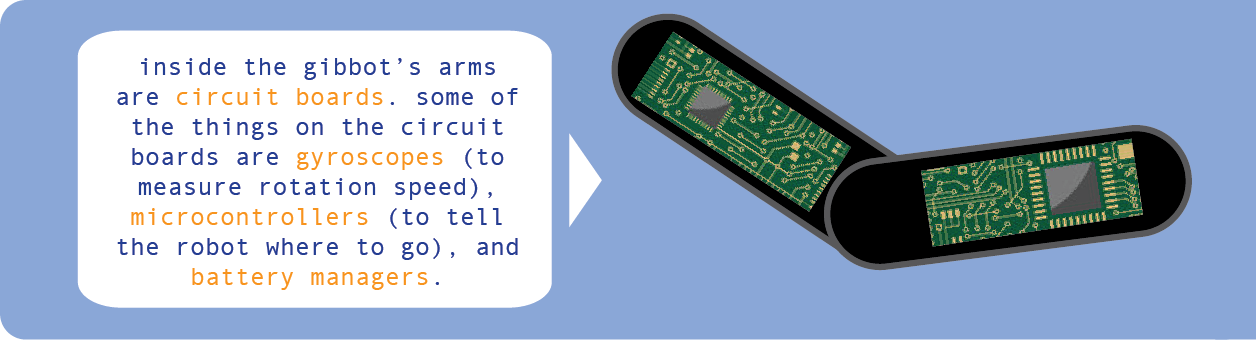 inside the gibbot's arms
are circuit boards. some of
the things on the circuit
boards are gyroscopes (to
measure rotation speed),
microcontrollers (to tell
the robot where to go), and
battery managers.